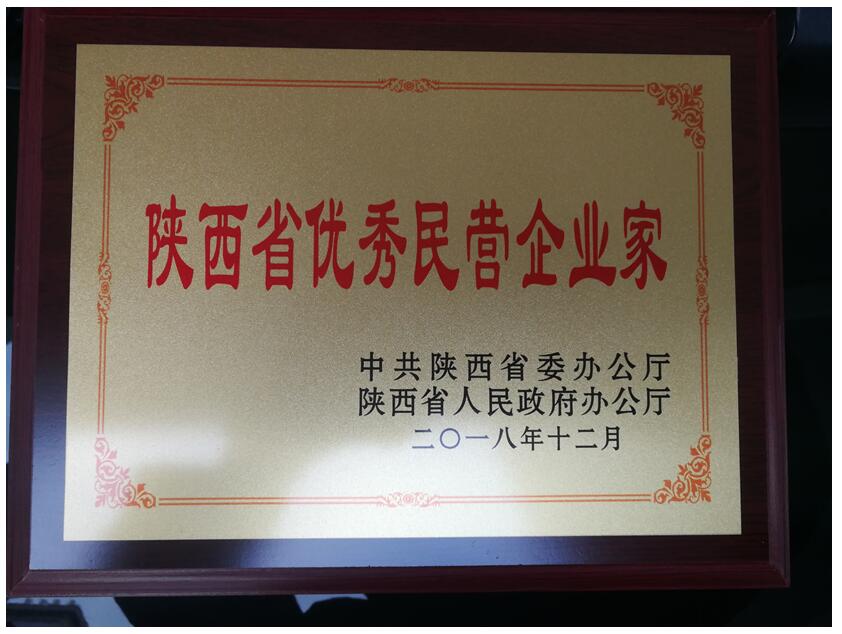 陕西省优秀民营企业家
中共陕西省委办公厅
陕西省人民政府办公厅
二〇一八年十二月